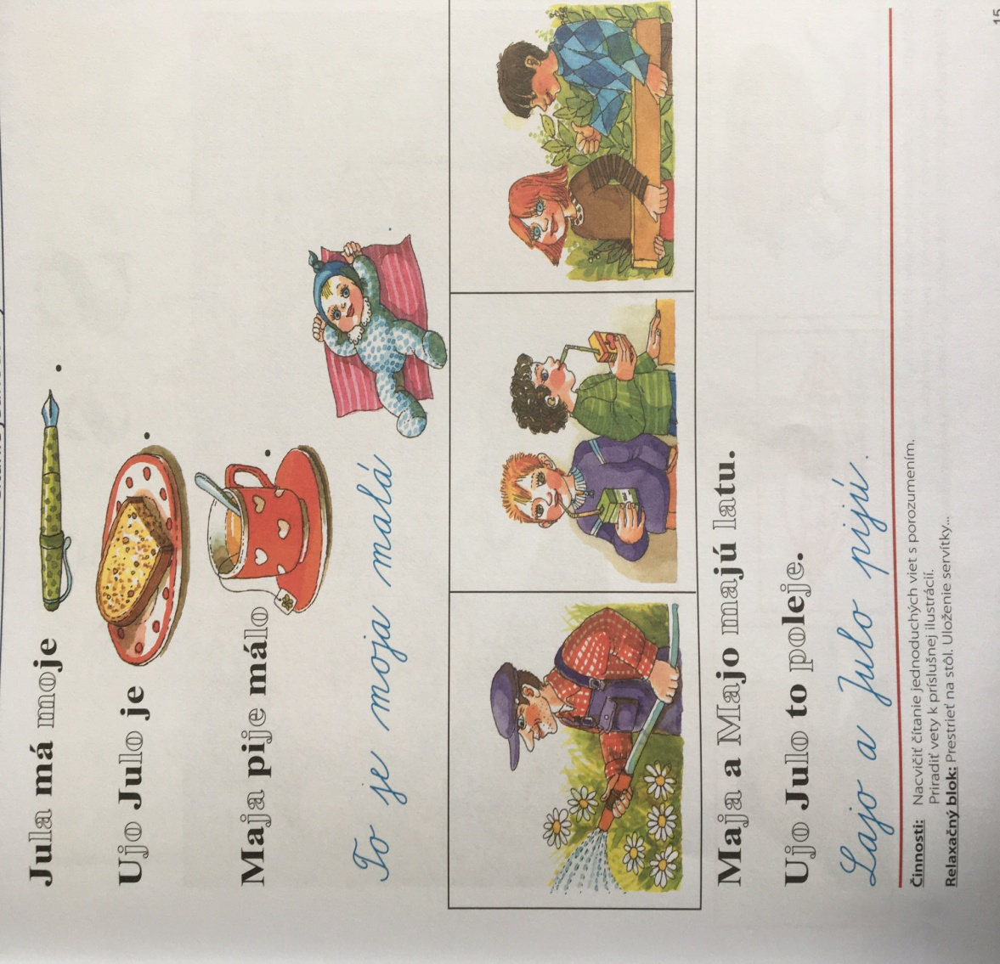 Jula má moje .
Ujo Julo je .
Maja pije málo .
To je moja malá .
Maja a Majo majú latu.
Ujo Julo to poleje.
Lajo a Julo pijú.
Činnosti: Nacvičiť čítanie jednoduchých viet s porozumením.
Priradiť vety k príslušnej ilustrácií.
Relaxačný blok: Prestrieť na stôl. Uloženie servítky...
15